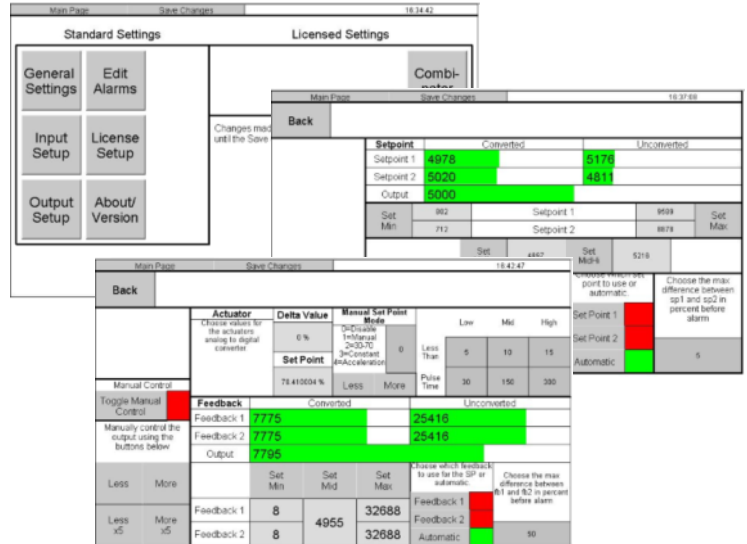 Main Page Save Changes 16:34:42
Standard Settings Licensed Settings
General Settings
Edit Alarms
Combi-
Input Setup
License Setup
Changes mad
until the Save
Output Setup
About/ Version
Main Page Save Changes 16:37:08
Back
Setpoint Converted Unconverted
Setpoint 1 4978 5176
Setpoint 2 5020 4811
Output 5000
Set Min 802 Setpoint 1 9589 Set Max
712 Setpoint 2 8878
Set 4897 Set MidHi 5218
Choose which set
point to use or
automatic.
Set Point 1
Set Point 2
Automatic
Choose the max
difference between
sp1 and sp2 in
percent before
alarm
5
Main Page Save Changes 16:42:47
Back
Actuator
Choose values for
the actuators
analog to digital
converter
Delta Value
0 %
Set Point
78.410004 %
Manual Set Point
Mode
0=Disable
1=Manual
2=30-70
3=Constant
4=Acceleration
0
Less More
Low Mid High
Less Than 5 10 15
Pulse Time 30 150 300
Manual Control
Toggle Manual
Control
Manually control the
output using the
buttons below
Less More
Less x5 More x5
Feedback Converted Unconverted
Feedback 1 7775 25416
Feedback 2 7775 25416
Output 7795
Set Min Set Mid Set Max
Feedback 1 8 4955 32688
Feedback 2 8 32688
Choose which feedback
to use for the SP or
automatic.
Feedback 1
Feedback 2
Automatic
Choose the max
difference between
fb1 and fb2 in percent
before alarm
50